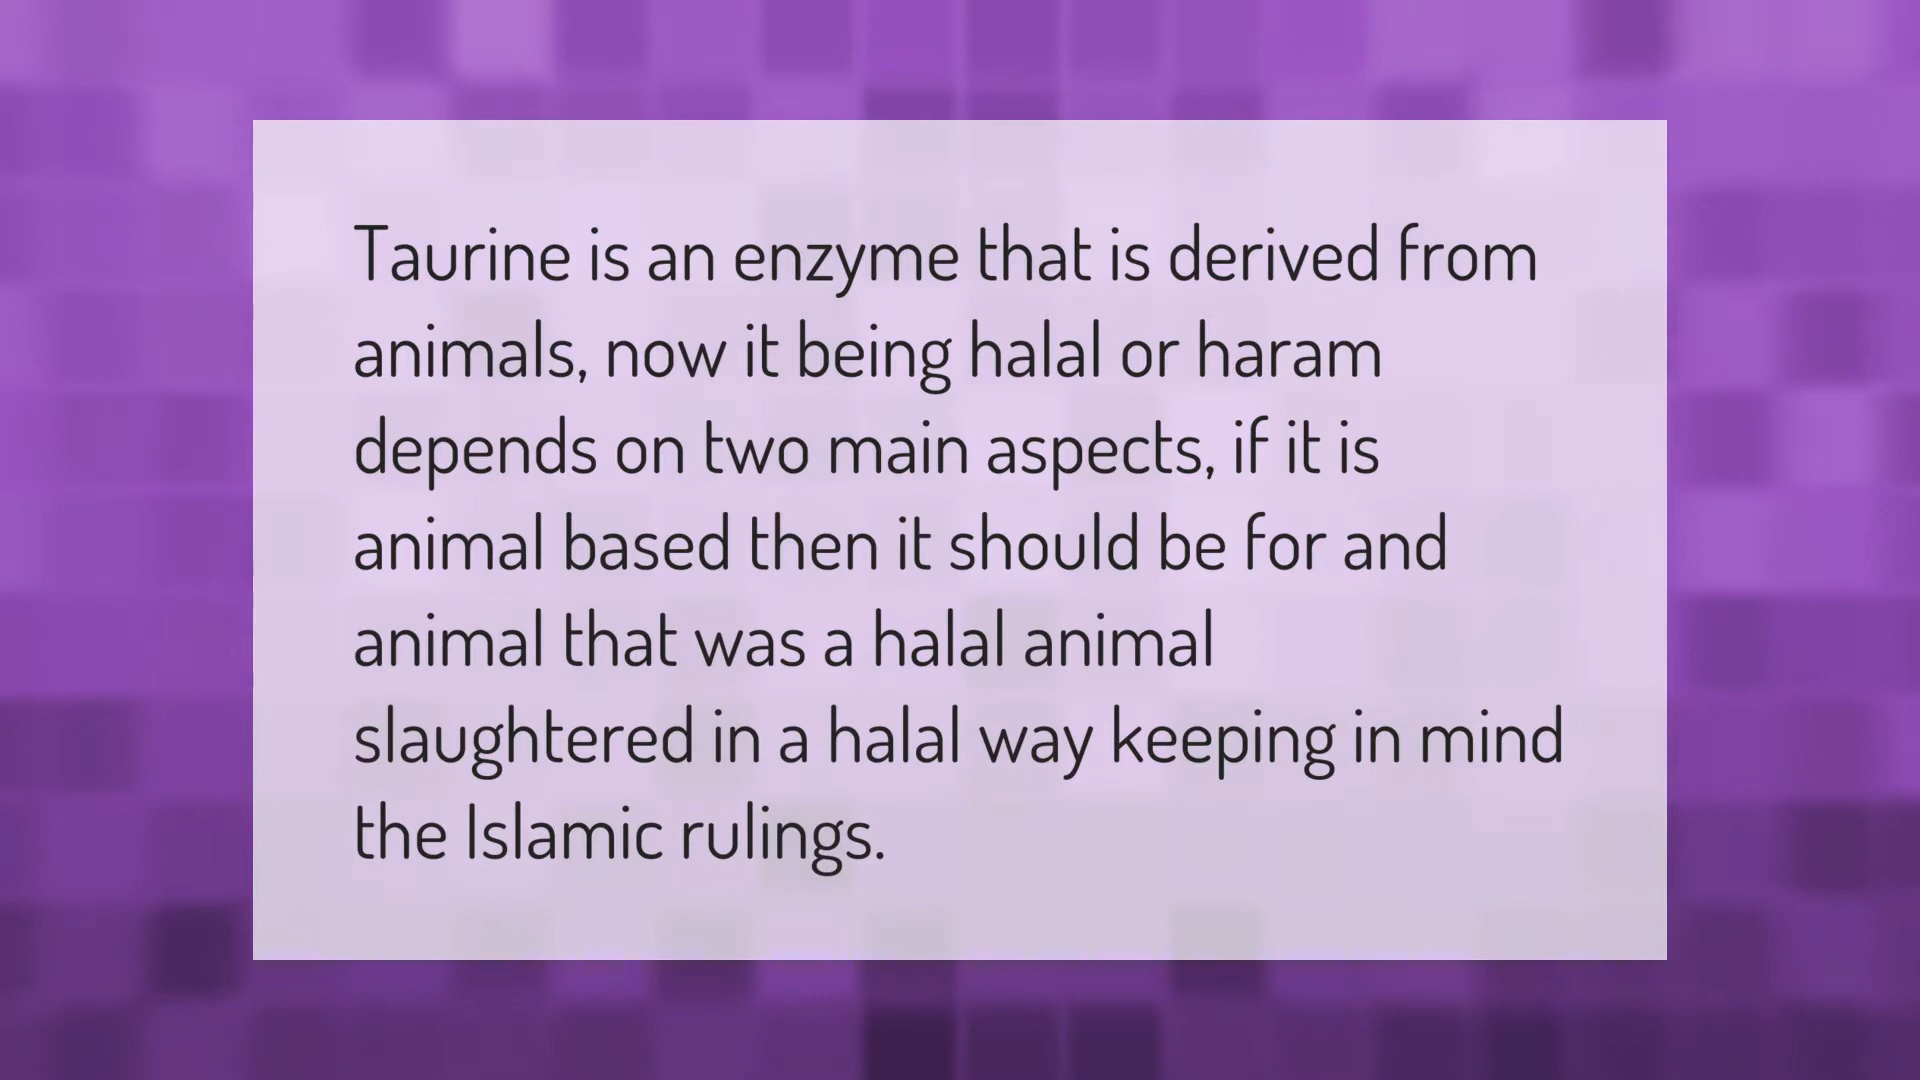 Taurine is an enzyme that is derived from
animals, now it being halal or haram
depends on two main aspects, if it is
animal based then it should be for and
animal that was a halal animal
slaughtered in a halal way keeping in mind
the Islamic rulings.